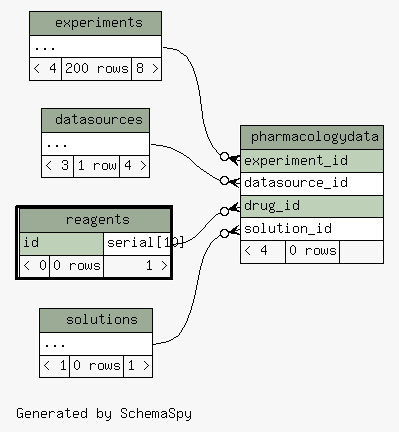 experiments
...
< 4 200 rows 8 >
datasources
...
< 3 1 row 4 >
reagents
id serial[10]
< 0 0 rows 1 >
solutions
...
< 1 0 rows 1 >
pharmacologydata
experiment_id
datasource_id
drug_id
solution_id
< 4 0 rows
Generated by SchemaSpy